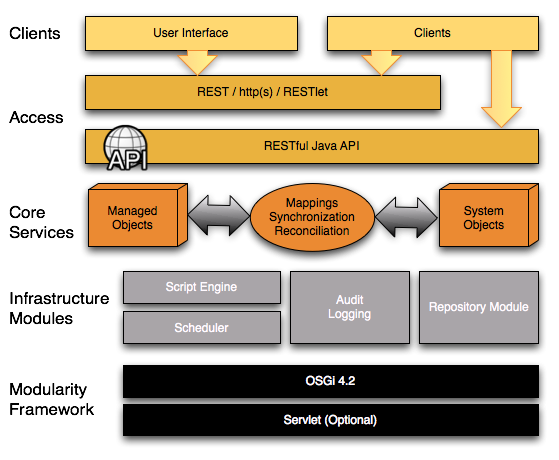 Clients
User Interface
Clients
REST / http(s) / RESTlet
Access
API
RESTful Java API
Core
Services
Managed
Objects
Mappings
Synchronization
Reconciliation
System
Objects
Infrastructure
Modules
Script Engine
Scheduler
Audit
Logging
Repository Module
Modularity
Framework
OSGi 4.2
Servlet (Optional)